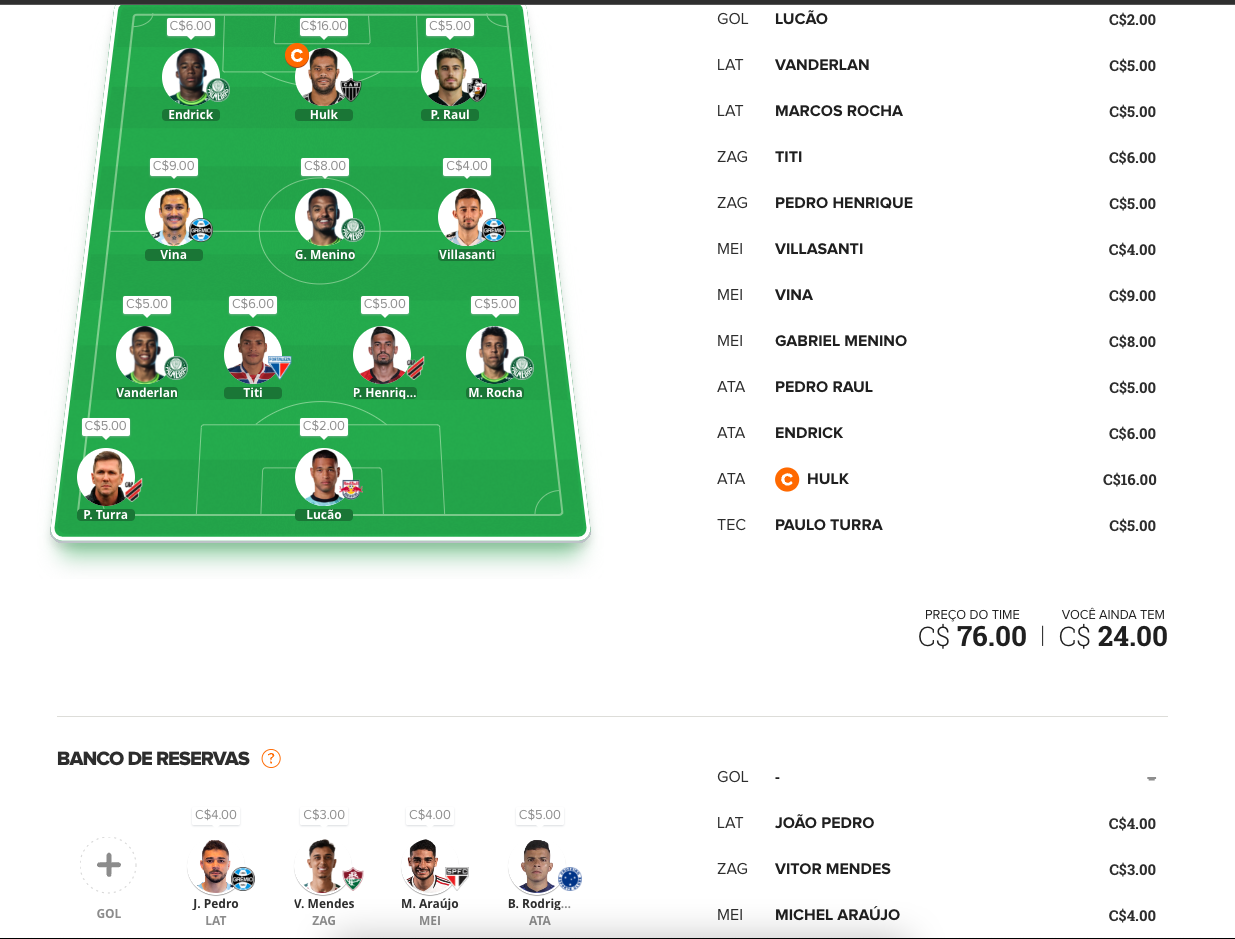 C$6.00 C$16.00 C$5.00
C
Endrick Hulk P. Raul
C$9.00 C$8.00 C$4.00
Vina G. Menino Villasanti
C$5.00 C$6.00 C$5.00 C$5.00
FORTALEZA
Vanderlan Titi P. Henriq... M. Rocha
C$5.00 C$2.00
P. Turra Lucão
GOL LUCÃO C$2.00
LAT VANDERLAN C$5.00
LAT MARCOS ROCHA C$5.00
ZAG TITI C$6.00
ZAG PEDRO HENRIQUE C$5.00
MEI VILLASANTI C$4.00
MEI VINA C$9.00
MEI GABRIEL MENINO C$8.00
ATA PEDRO RAUL C$5.00
ATA ENDRICK C$6.00
ATA C HULK C$16.00
TEC PAULO TURRA C$5.00
PREÇO DO TIME VOCÊ AINDA TEM
C$ 76.00 | C$ 24.00
BANCO DE RESERVAS ?
C$4.00 C$3.00 C$4.00 C$5.00
SPFC
J. Pedro V. Mendes M. Araújo B. Rodrig...
GOL LAT ZAG MEI ATA
GOL - -
LAT JOÃO PEDRO C$4.00
ZAG VITOR MENDES C$3.00
MEI MICHEL ARAÚJO C$4.00